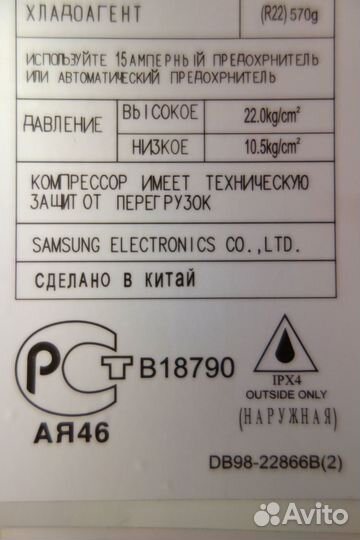 ХЛАДОАГЕНТ (R22) 570g
ИСПОЛЬЗУЙТЕ 15АМПЕРНЫЙ ПРЕДОХРНИТЕЛЬ
ИЛИ АВТОМАТИЧЕСКИЙ ПРЕДОХРНИТЕЛЬ
ДАВЛЕНИЕ
ВЫСОКОЕ 22.0kg/cm²
НИЗКОЕ 10.5kg/cm²
КОМПРЕССОР ИМЕЕТ ТЕХНИЧЕСКУЮ
ЗАЩИТ ОТ ПЕРЕГРУЗОК
SAMSUNG ELECTRONICS CO.,LTD.
СДЕЛАНО В КИТАЙ
РСТ В18790
АЯ46
IPX4
OUTSIDE ONLY
(НАРУЖНАЯ)
DB98-22866B(2)
Avito